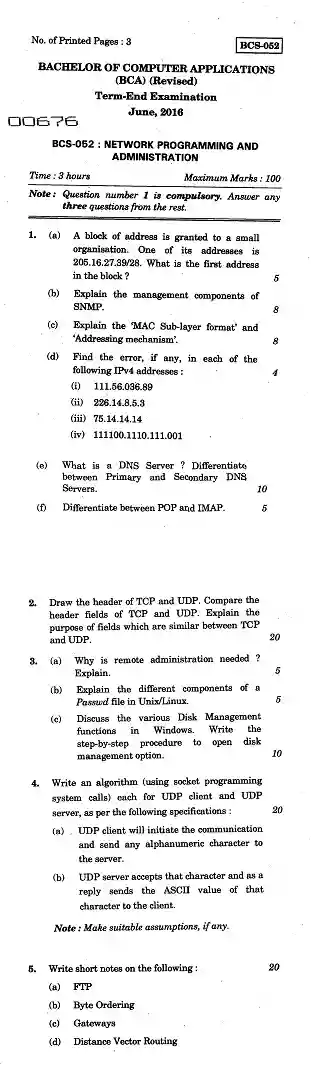 No. of Printed Pages : 3
BCS-052
BACHELOR OF COMPUTER APPLICATIONS
(BCA) (Revised)
Term-End Examination
June, 2016
00676
BCS-052 : NETWORK PROGRAMMING AND
ADMINISTRATION
Time : 3 hours Maximum Marks : 100
Note : Question number 1 is compulsory. Answer any
three questions from the rest.
1. (a) A block of address is granted to a small
organisation. One of its addresses is
205.16.27.39/28. What is the first address
in the block ? 5
(b) Explain the management components of
SNMP. 8
(c) Explain the 'MAC Sub-layer format' and
'Addressing mechanism'. 8
(d) Find the error, if any, in each of the
following IPv4 addresses : 4
(i) 111.56.036.89
(ii) 226.14.8.5.3
(iii) 75.14.14.14
(iv) 111100.1110.111.001
(e) What is a DNS Server ? Differentiate
between Primary and Secondary DNS
Servers. 10
(f) Differentiate between POP and IMAP. 5
2. Draw the header of TCP and UDP. Compare the
header fields of TCP and UDP. Explain the
purpose of fields which are similar between TCP
and UDP. 20
3. (a) Why is remote administration needed ?
Explain. 5
(b) Explain the different components of a
Passwd file in Unix/Linux. 5
(c) Discuss the various Disk Management
functions in Windows. Write the
step-by-step procedure to open disk
management option. 10
4. Write an algorithm (using socket programming
system calls) each for UDP client and UDP
server, as per the following specifications : 20
(a) UDP client will initiate the communication
and send any alphanumeric character to
the server.
(b) UDP server accepts that character and as a
reply sends the ASCII value of that
character to the client.
Note : Make suitable assumptions, if any.
5. Write short notes on the following : 20
(a) FTP
(b) Byte Ordering
(c) Gateways
(d) Distance Vector Routing